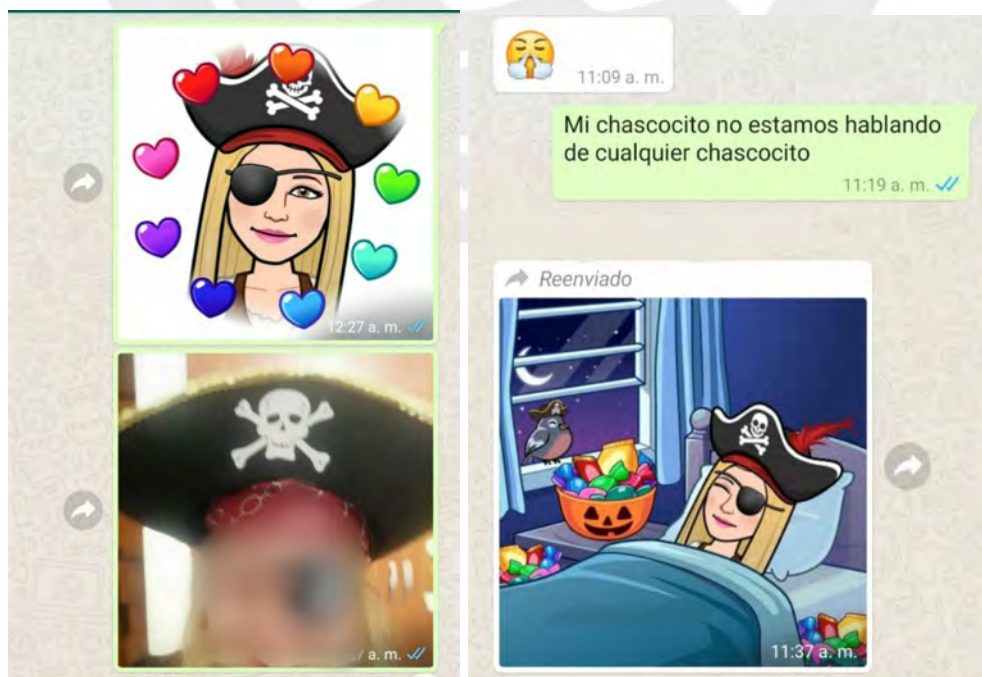 12:27 a. m.
a. m.
11:09 a. m.
Mi chascocito no estamos hablando
de cualquier chascocito
11:19 a. m.
Reenviado
11:37 a. m.